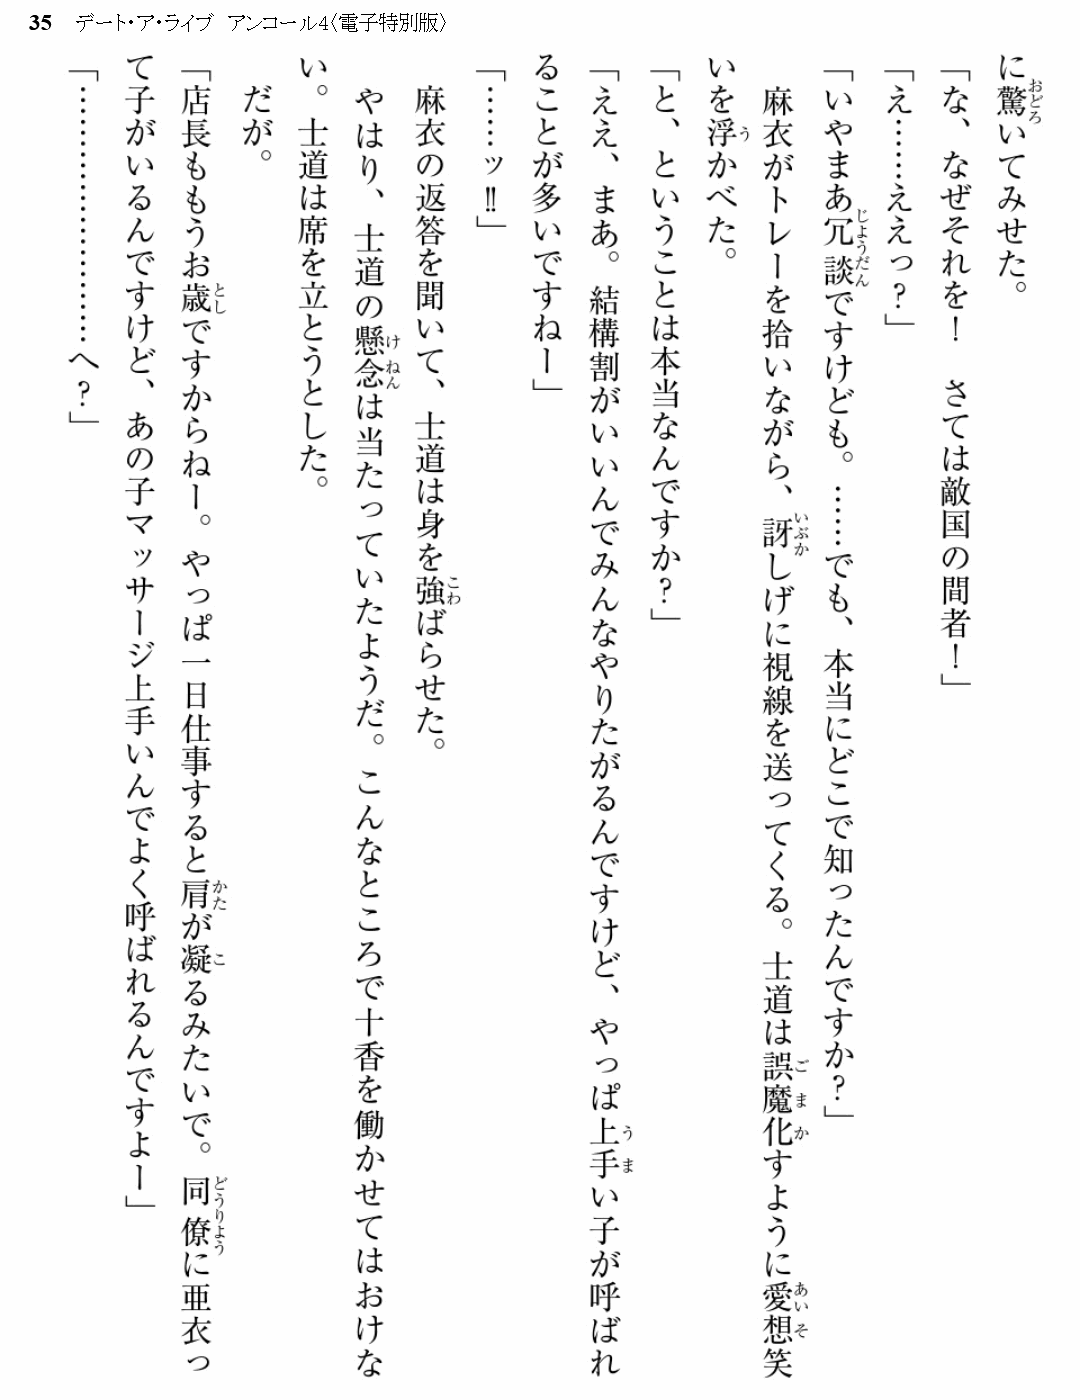 35 デート・ア・ライブ　アンコール4〈電子特別版〉
に驚いてみせた。
「な、なぜそれを！　さては敵国の間者！」
「え……ええっ？」
「いやまあ冗談ですけども。……でも、本当にどこで知ったんですか？」
　麻衣がトレーを拾いながら、訝しげに視線を送ってくる。士道は誤魔化すように愛想笑
いを浮かべた。
「と、ということは本当なんですか？」
「ええ、まあ。結構割がいいんでみんなやりたがるんですけど、やっぱ上手い子が呼ばれ
ることが多いですねー」
「……ッ‼」
　麻衣の返答を聞いて、士道は身を強ばらせた。
　やはり、士道の懸念は当たっていたようだ。こんなところで十香を働かせてはおけな
い。士道は席を立とうとした。
　だが。
「店長ももうお歳ですからねー。やっぱ一日仕事すると肩が凝るみたいで。同僚に亜衣っ
て子がいるんですけど、あの子マッサージ上手いんでよく呼ばれるんですよー」
「…………………へ？」